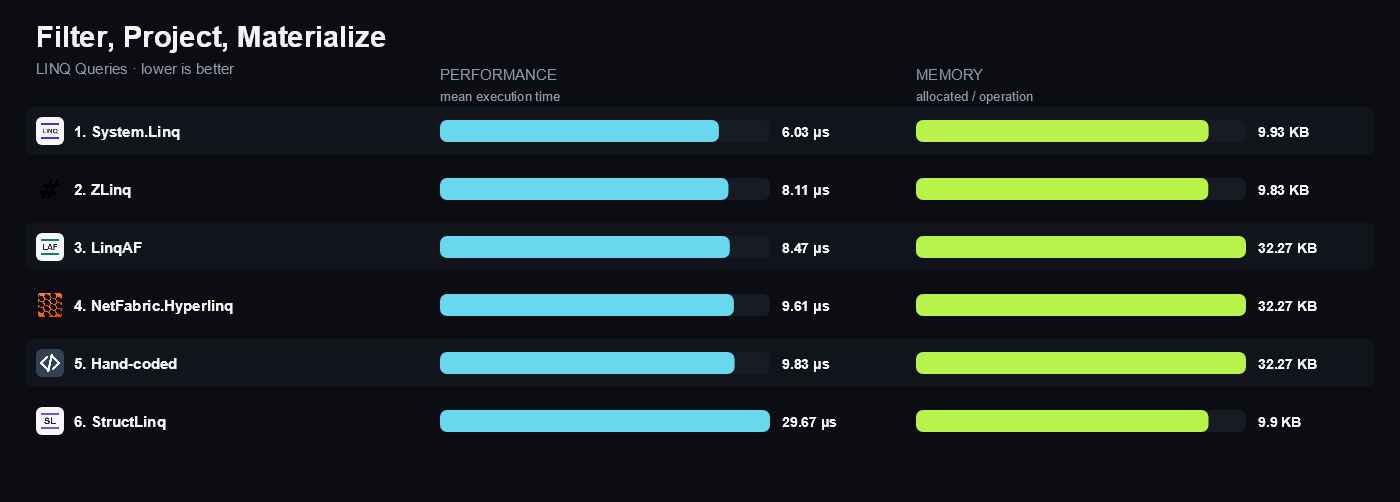 Filter, Project, Materialize
LINQ Queries · lower is better
PERFORMANCE
mean execution time
MEMORY
allocated / operation
LINQ 1. System.Linq 6.03 µs 9.93 KB
# 2. ZLinq 8.11 µs 9.83 KB
LAF 3. LinqAF 8.47 µs 32.27 KB
4. NetFabric.Hyperlinq 9.61 µs 32.27 KB
</> 5. Hand-coded 9.83 µs 32.27 KB
SL 6. StructLinq 29.67 µs 9.9 KB